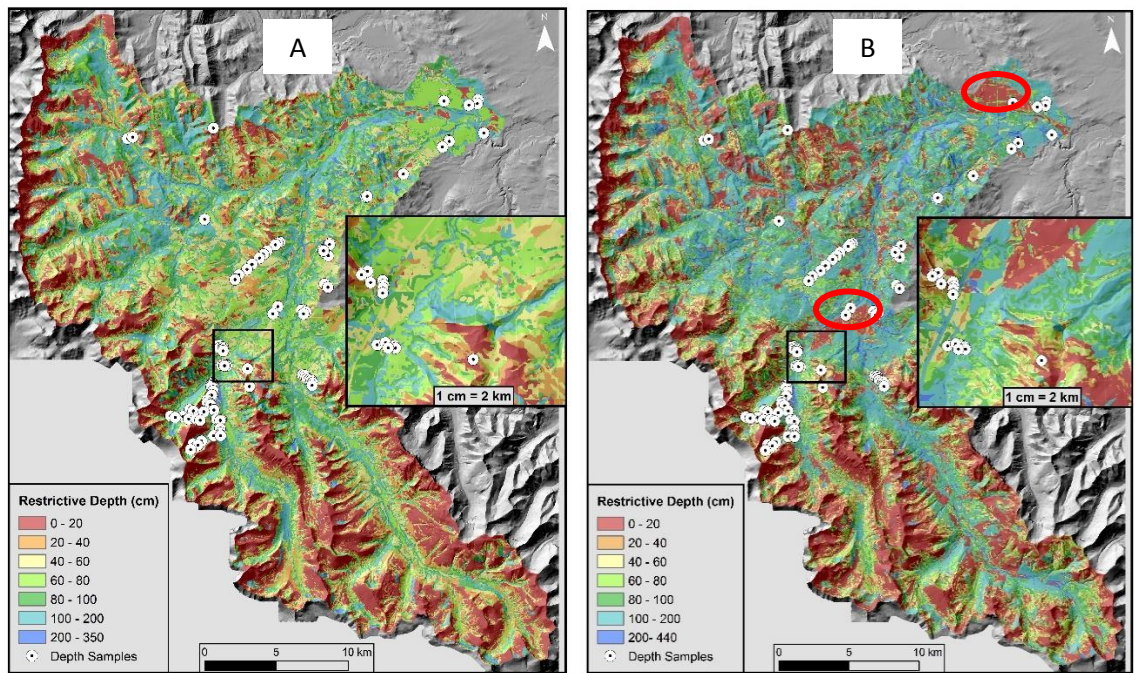 A
N
1 cm = 2 km
Restrictive Depth (cm)
0 - 20
20 - 40
40 - 60
60 - 80
80 - 100
100 - 200
200 - 350
Depth Samples
0 5 10 km
B
N
1 cm = 2 km
Restrictive Depth (cm)
0 - 20
20 - 40
40 - 60
60 - 80
80 - 100
100 - 200
200- 440
Depth Samples
0 5 10 km